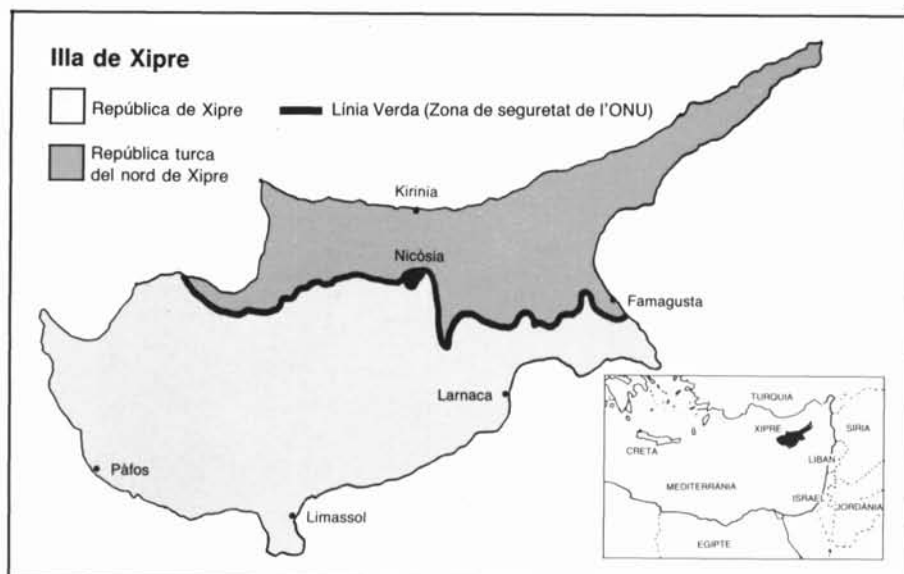 Illa de Xipre
República de Xipre
Línia Verda (Zona de seguretat de l'ONU)
República turca
del nord de Xipre
Kirinia
Nicòsia
Famagusta
Larnaca
Pàfos
Limassol
TURQUIA
XIPRE
SIRIA
CRETA
LIBAN
MEDITERRÀNIA
ISRAEL
JORDÀNIA
EGIPTE